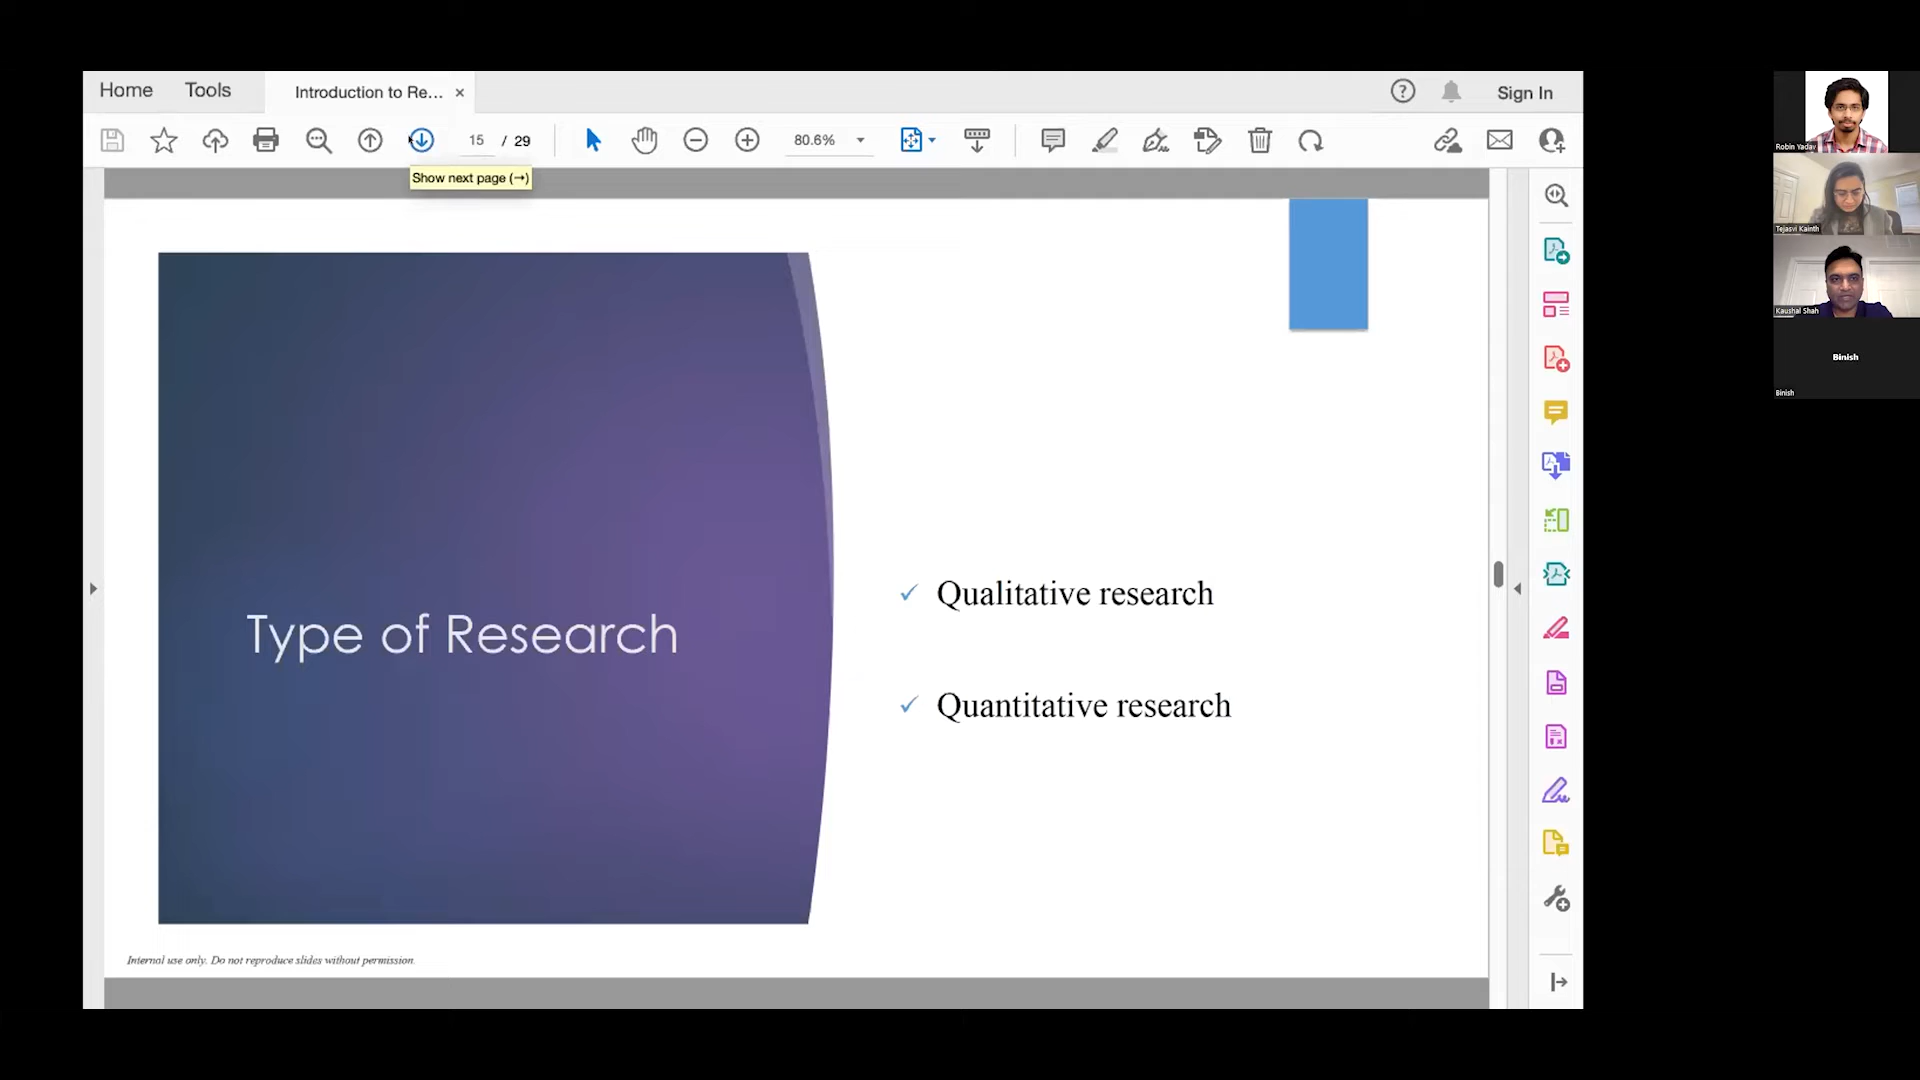 Home
Tools
Introduction to Re...
Sign In
15 / 29
80.6%
Show next page (→)
Type of Research
Qualitative research
Quantitative research
Internal use only. Do not reproduce slides without permission.
Robin Yadav
Tejasvi Kainth
Kaushal Shah
Binish
Binish